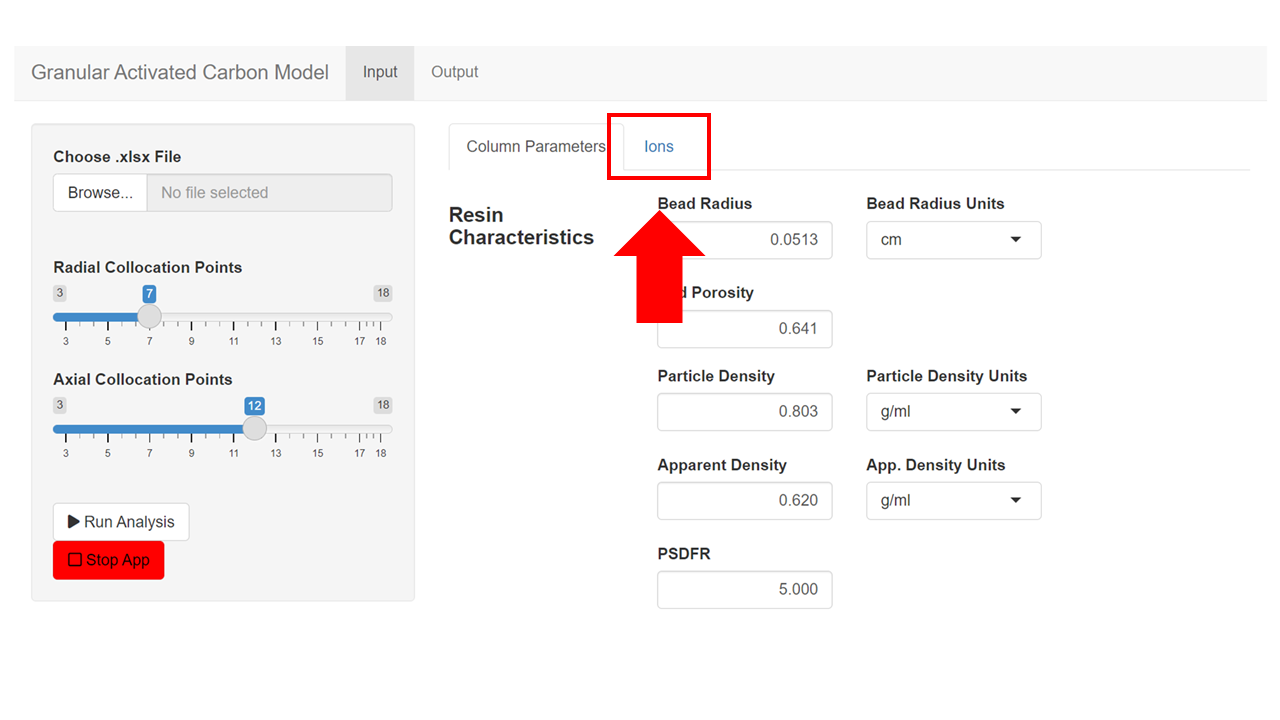 Granular Activated Carbon Model Input Output
Choose .xlsx File
Browse... No file selected
Radial Collocation Points
3 7 18
3 5 7 9 11 13 15 17 18
Axial Collocation Points
3 12 18
3 5 7 9 11 13 15 17 18
Run Analysis
Stop App
Column Parameters Ions
Resin
Characteristics
Bead Radius Bead Radius Units
0.0513 cm
Porosity
0.641
Particle Density Particle Density Units
0.803 g/ml
Apparent Density App. Density Units
0.620 g/ml
PSDFR
5.000